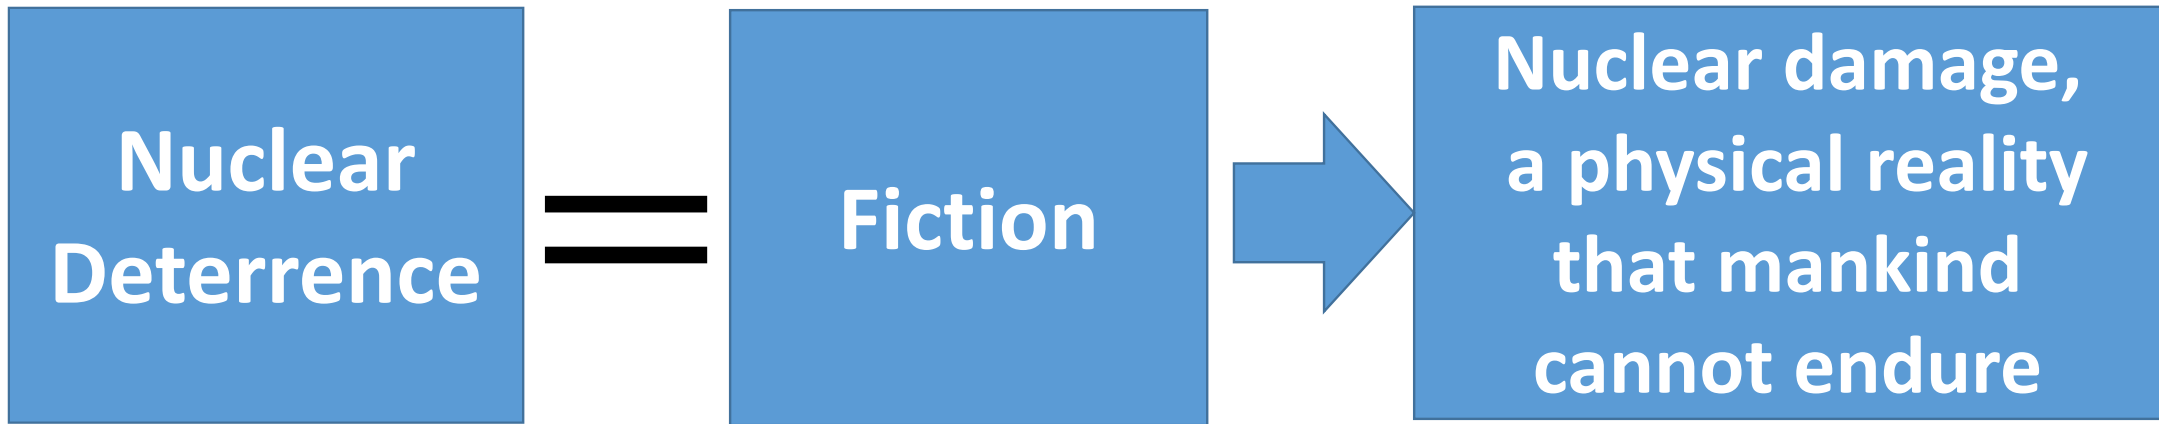 Nuclear
Deterrence
Fiction
Nuclear damage,
a physical reality
that mankind
cannot endure